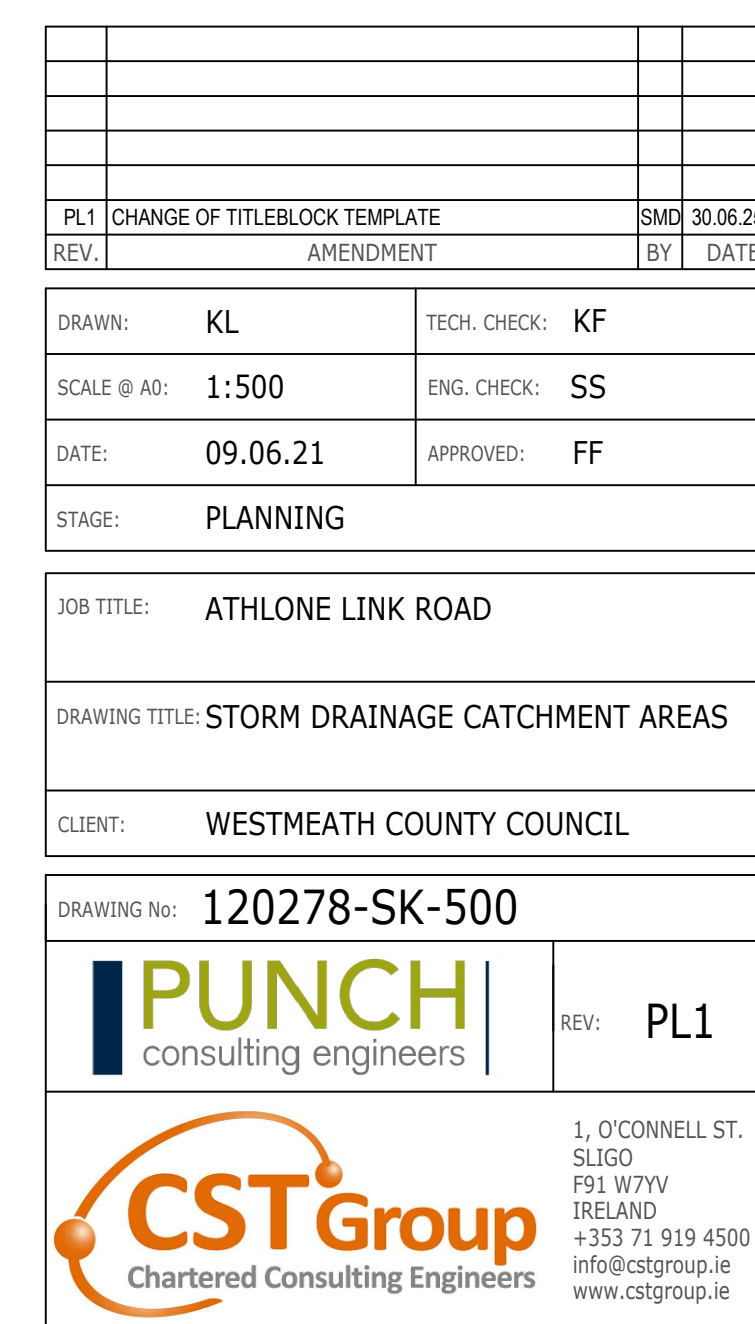 PL1 CHANGE OF TITLEBLOCK TEMPLATE SMD 30.06.25
REV. AMENDMENT BY DATE
DRAWN: KL TECH. CHECK: KF
SCALE @ A0: 1:500 ENG. CHECK: SS
DATE: 09.06.21 APPROVED: FF
STAGE: PLANNING
JOB TITLE: ATHLONE LINK ROAD
DRAWING TITLE: STORM DRAINAGE CATCHMENT AREAS
CLIENT: WESTMEATH COUNTY COUNCIL
DRAWING No: 120278-SK-500
PUNCH
consulting engineers
REV: PL1
CST Group
Chartered Consulting Engineers
1, O'CONNELL ST.
SLIGO
F91 W7YV
IRELAND
+353 71 919 4500
info@cstgroup.ie
www.cstgroup.ie